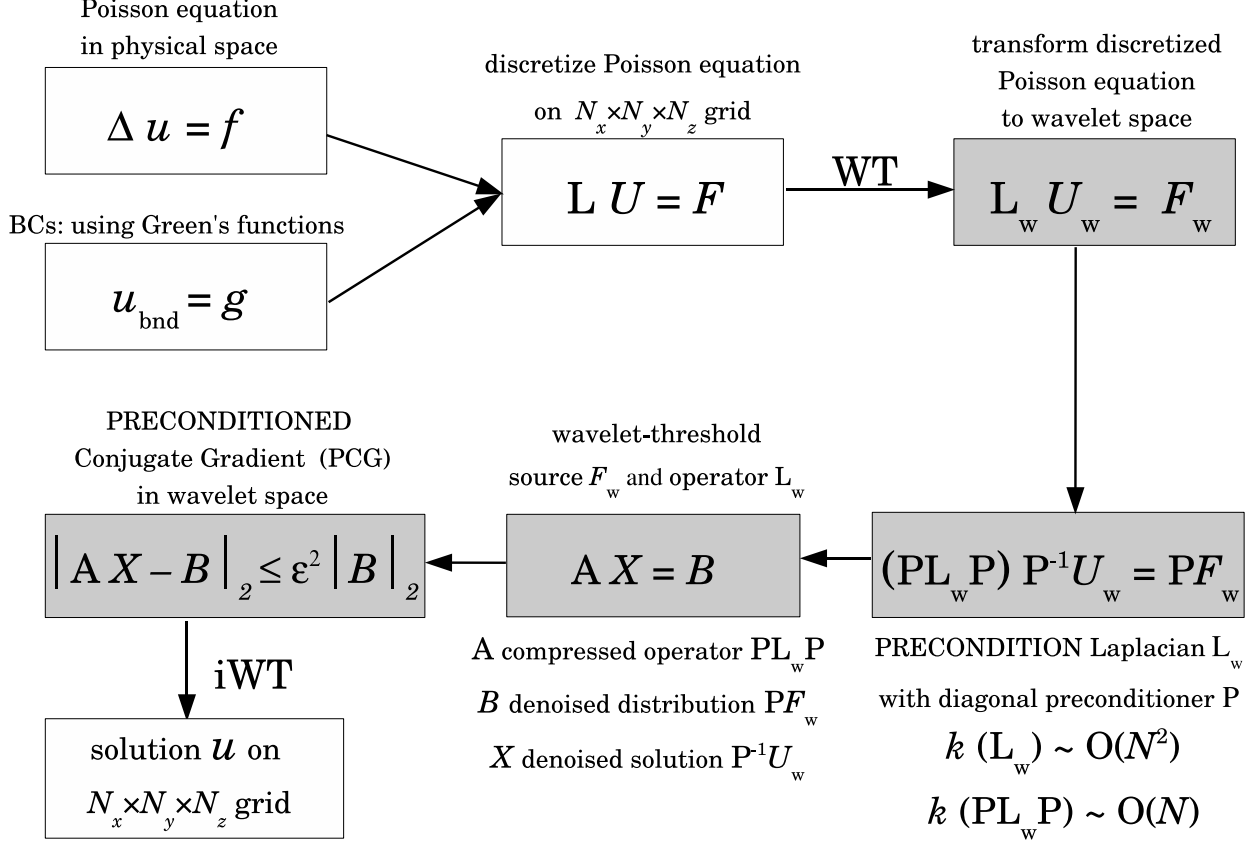 Poisson equation
in physical space
Δ u = f
BCs: using Green's functions
u_bnd = g
discretize Poisson equation
on N_x×N_y×N_z grid
L U = F
WT
transform discretized
Poisson equation
to wavelet space
L_w U_w = F_w
(PL_wP) P⁻¹U_w = PF_w
PRECONDITION Laplacian L_w
with diagonal preconditioner P
k (L_w) ~ O(N²)
k (PL_wP) ~ O(N)
wavelet-threshold
source F_w and operator L_w
A X = B
A compressed operator PL_wP
B denoised distribution PF_w
X denoised solution P⁻¹U_w
PRECONDITIONED
Conjugate Gradient (PCG)
in wavelet space
|A X – B|_2 ≤ ε² |B|_2
iWT
solution u on
N_x×N_y×N_z grid